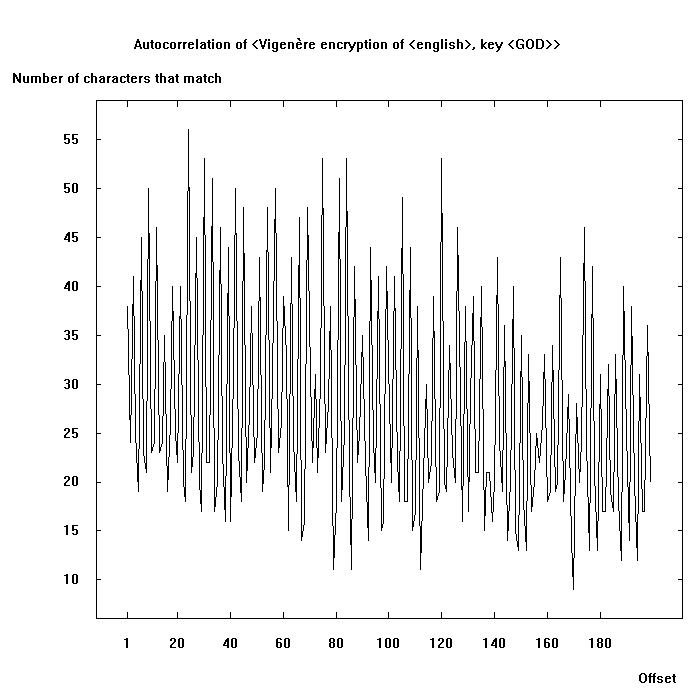 Autocorrelation of <Vigenère encryption of <english>, key <GOD>>
Number of characters that match
55
50
45
40
35
30
25
20
15
10
1 20 40 60 80 100 120 140 160 180
Offset